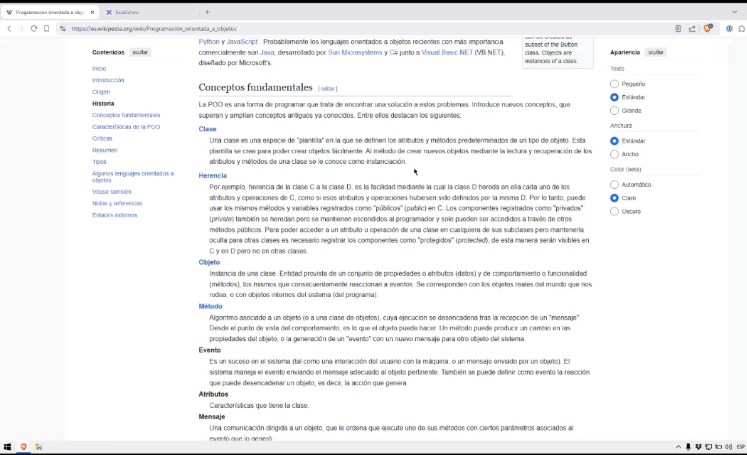 Programación orientada a obje
Excalidraw
https://es.wikipedia.org/wiki/Programación_orientada_a_objetos
Contenidos ocultar
Inicio
Introducción
Origen
Historia
Conceptos fundamentales
Características de la POO
Críticas
Resumen
Tipos
Algunos lenguajes orientados a
objetos
Véase también
Notas y referencias
Enlaces externos
Python y JavaScript . Probablemente los lenguajes orientados a objetos recientes con más importancia
comercialmente son Java, desarrollado por Sun Microsystems y C# junto a Visual Basic.NET (VB.NET),
diseñado por Microsoft's.
subset of the Button
class. Objects are
instances of a class.
Conceptos fundamentales [editar]
La POO es una forma de programar que trata de encontrar una solución a estos problemas. Introduce nuevos conceptos, que
superan y amplían conceptos antiguos ya conocidos. Entre ellos destacan los siguientes:
Clase
Una clase es una especie de "plantilla" en la que se definen los atributos y métodos predeterminados de un tipo de objeto. Esta
plantilla se crea para poder crear objetos fácilmente. Al método de crear nuevos objetos mediante la lectura y recuperación de los
atributos y métodos de una clase se le conoce como instanciación.
Herencia
Por ejemplo, herencia de la clase C a la clase D, es la facilidad mediante la cual la clase D hereda en ella cada uno de los
atributos y operaciones de C, como si esos atributos y operaciones hubiesen sido definidos por la misma D. Por lo tanto, puede
usar los mismos métodos y variables registrados como "públicos" (public) en C. Los componentes registrados como "privados"
(private) también se heredan pero se mantienen escondidos al programador y solo pueden ser accedidos a través de otros
métodos públicos. Para poder acceder a un atributo u operación de una clase en cualquiera de sus subclases pero mantenerla
oculta para otras clases es necesario registrar los componentes como "protegidos" (protected), de esta manera serán visibles en
C y en D pero no en otras clases.
Objeto
Instancia de una clase. Entidad provista de un conjunto de propiedades o atributos (datos) y de comportamiento o funcionalidad
(métodos), los mismos que consecuentemente reaccionan a eventos. Se corresponden con los objetos reales del mundo que nos
rodea, o con objetos internos del sistema (del programa).
Método
Algoritmo asociado a un objeto (o a una clase de objetos), cuya ejecución se desencadena tras la recepción de un "mensaje".
Desde el punto de vista del comportamiento, es lo que el objeto puede hacer. Un método puede producir un cambio en las
propiedades del objeto, o la generación de un "evento" con un nuevo mensaje para otro objeto del sistema.
Evento
Es un suceso en el sistema (tal como una interacción del usuario con la máquina, o un mensaje enviado por un objeto). El
sistema maneja el evento enviando el mensaje adecuado al objeto pertinente. También se puede definir como evento la reacción
que puede desencadenar un objeto; es decir, la acción que genera.
Atributos
Características que tiene la clase.
Mensaje
Una comunicación dirigida a un objeto, que le ordena que ejecute uno de sus métodos con ciertos parámetros asociados al
evento que lo generó.
Apariencia ocultar
Texto
Pequeño
Estándar
Grande
Anchura
Estándar
Ancho
Color (beta)
Automático
Claro
Oscuro
ESP